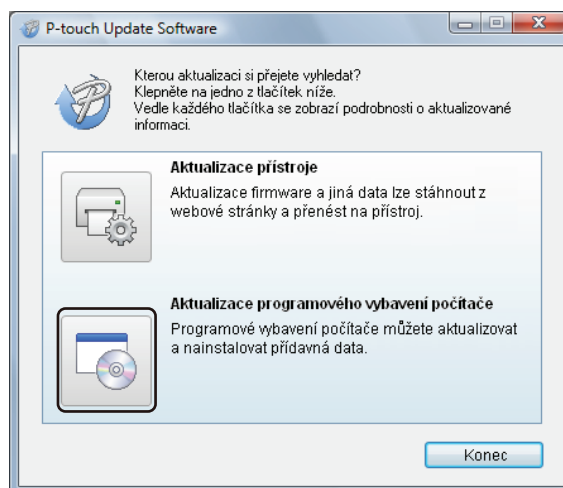 P-touch Update Software
Kterou aktualizaci si přejete vyhledat?
Klepněte na jedno z tlačítek níže.
Vedle každého tlačítka se zobrazí podrobnosti o aktualizované
informaci.
Aktualizace přístroje
Aktualizace firmware a jiná data lze stáhnout z
webové stránky a přenést na přístroj.
Aktualizace programového vybavení počítače
Programové vybavení počítače můžete aktualizovat
a nainstalovat přídavná data.
Konec